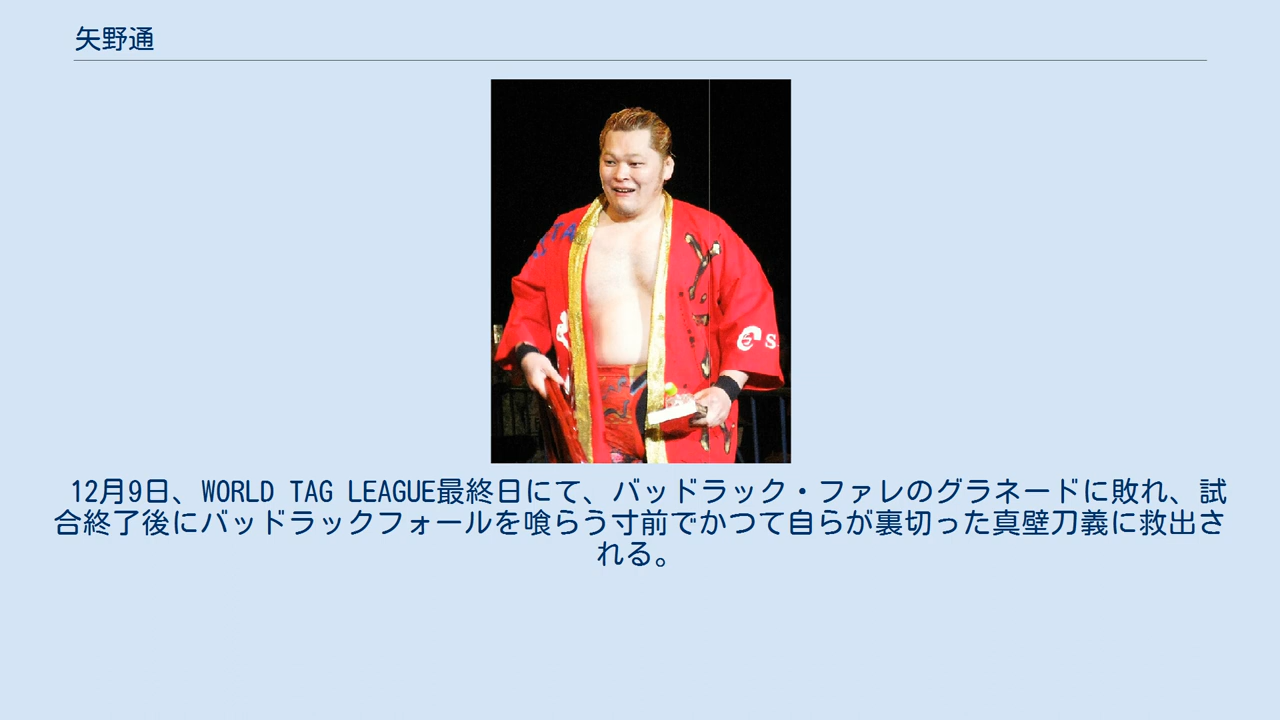 矢野通
12月9日、WORLD TAG LEAGUE最終日にて、バッドラック・ファレのグラネードに敗れ、試
合終了後にバッドラックフォールを喰らう寸前でかつて自らが裏切った真壁刀義に救出さ
れる。